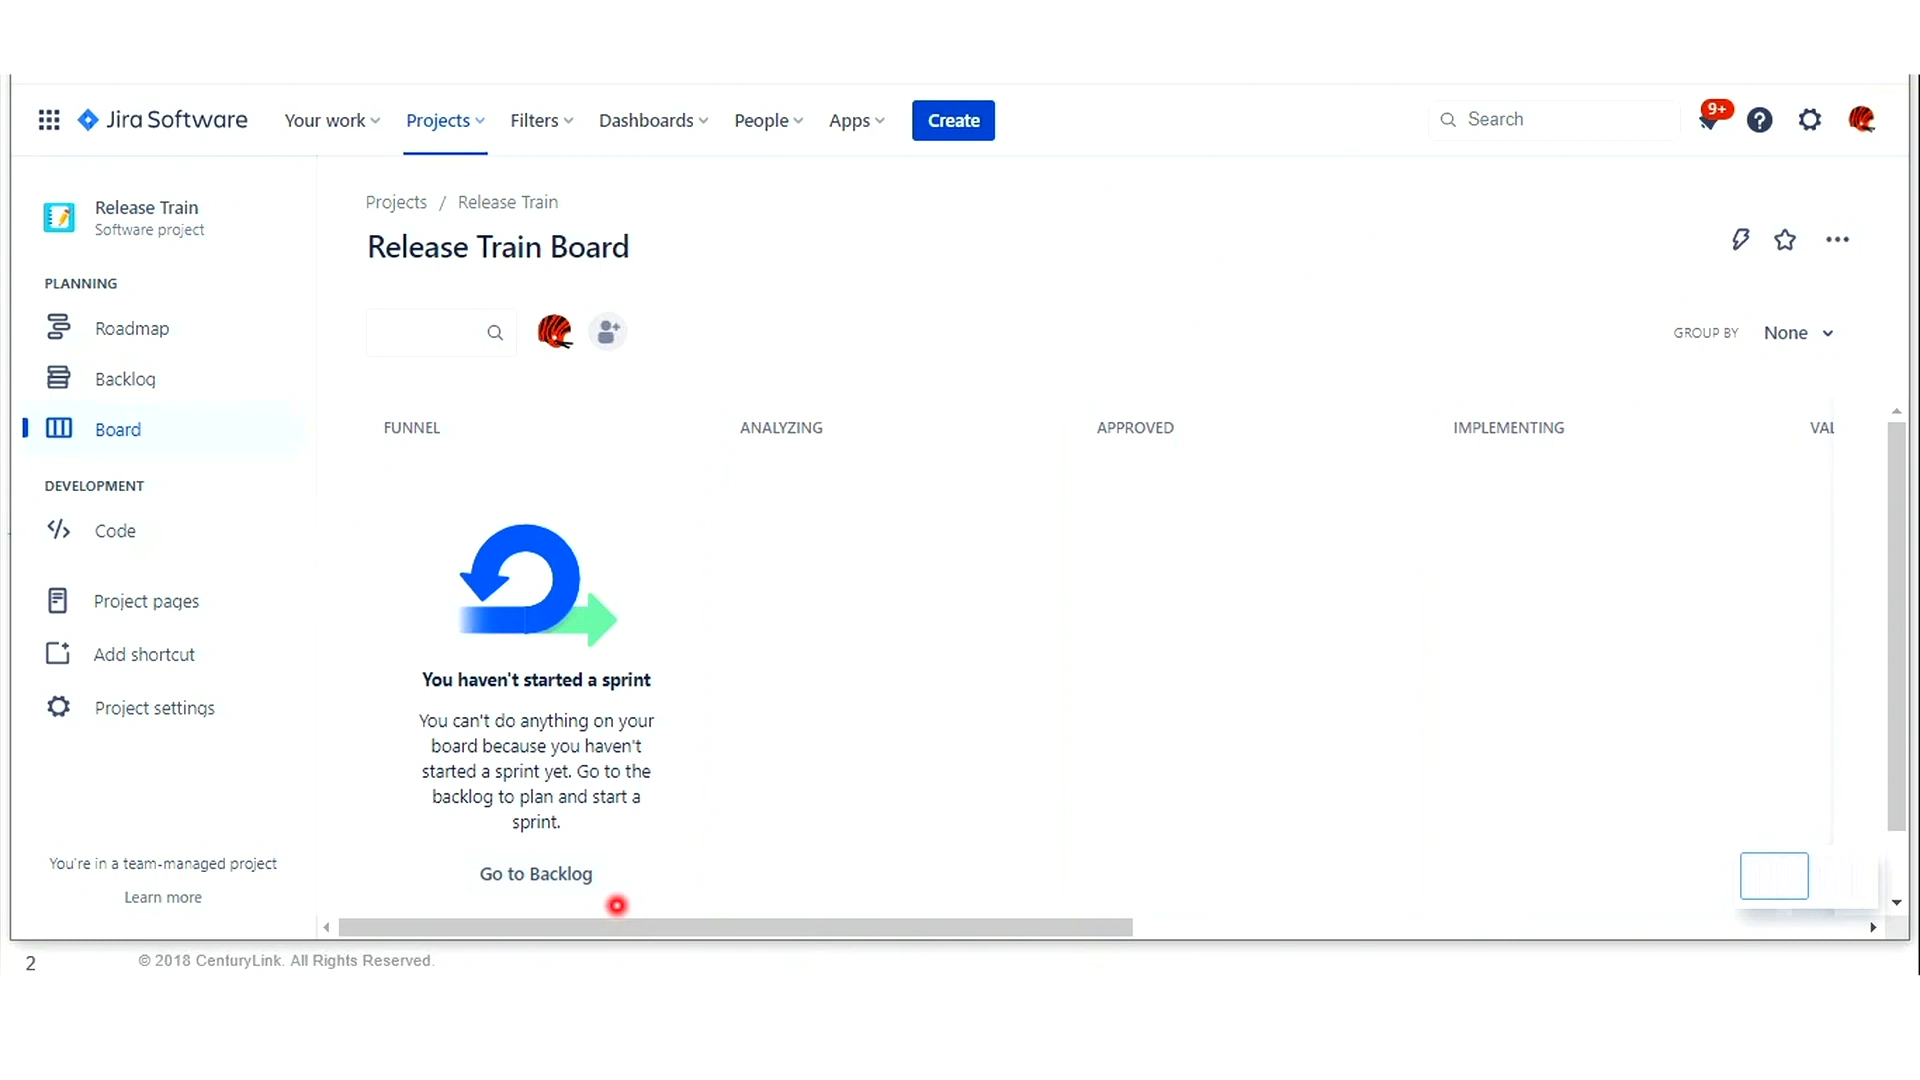 Jira Software Your work Projects Filters Dashboards People Apps Create Search 9+
Release Train
Software project
PLANNING
Roadmap
Backlog
Board
DEVELOPMENT
Code
Project pages
Add shortcut
Project settings
You're in a team-managed project
Learn more
Projects / Release Train
Release Train Board
GROUP BY None
FUNNEL ANALYZING APPROVED IMPLEMENTING VAL
You haven't started a sprint
You can't do anything on your
board because you haven't
started a sprint yet. Go to the
backlog to plan and start a
sprint.
Go to Backlog
2 © 2018 CenturyLink. All Rights Reserved.